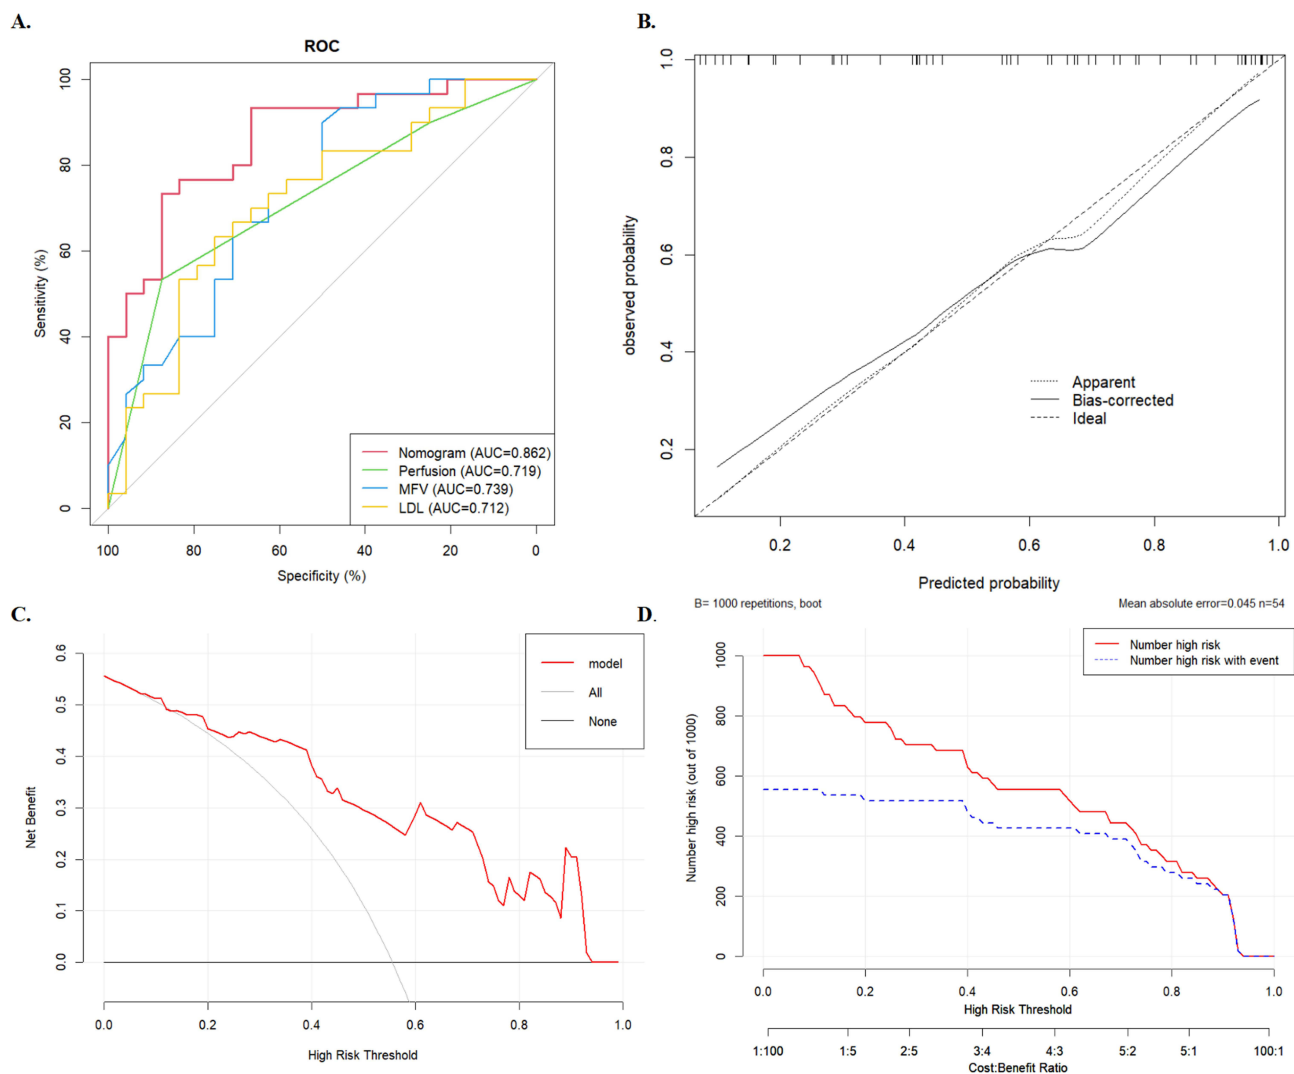 A.
ROC
Sensitivity (%)
100
80
60
40
20
0
Nomogram (AUC=0.862)
Perfusion (AUC=0.719)
MFV (AUC=0.739)
LDL (AUC=0.712)
100 80 60 40 20 0
Specificity (%)
B.
observed probability
1.0
0.8
0.6
0.4
0.2
Apparent
Bias-corrected
Ideal
0.2 0.4 0.6 0.8 1.0
Predicted probability
B= 1000 repetitions, boot
Mean absolute error=0.045 n=54
C.
Net Benefit
0.6
0.5
0.4
0.3
0.2
0.1
0.0
model
All
None
0.0 0.2 0.4 0.6 0.8 1.0
High Risk Threshold
D.
Number high risk (out of 1000)
1000
800
600
400
200
0
Number high risk
Number high risk with event
0.0 0.2 0.4 0.6 0.8 1.0
High Risk Threshold
1:100 1:5 2:5 3:4 4:3 5:2 5:1 100:1
Cost:Benefit Ratio